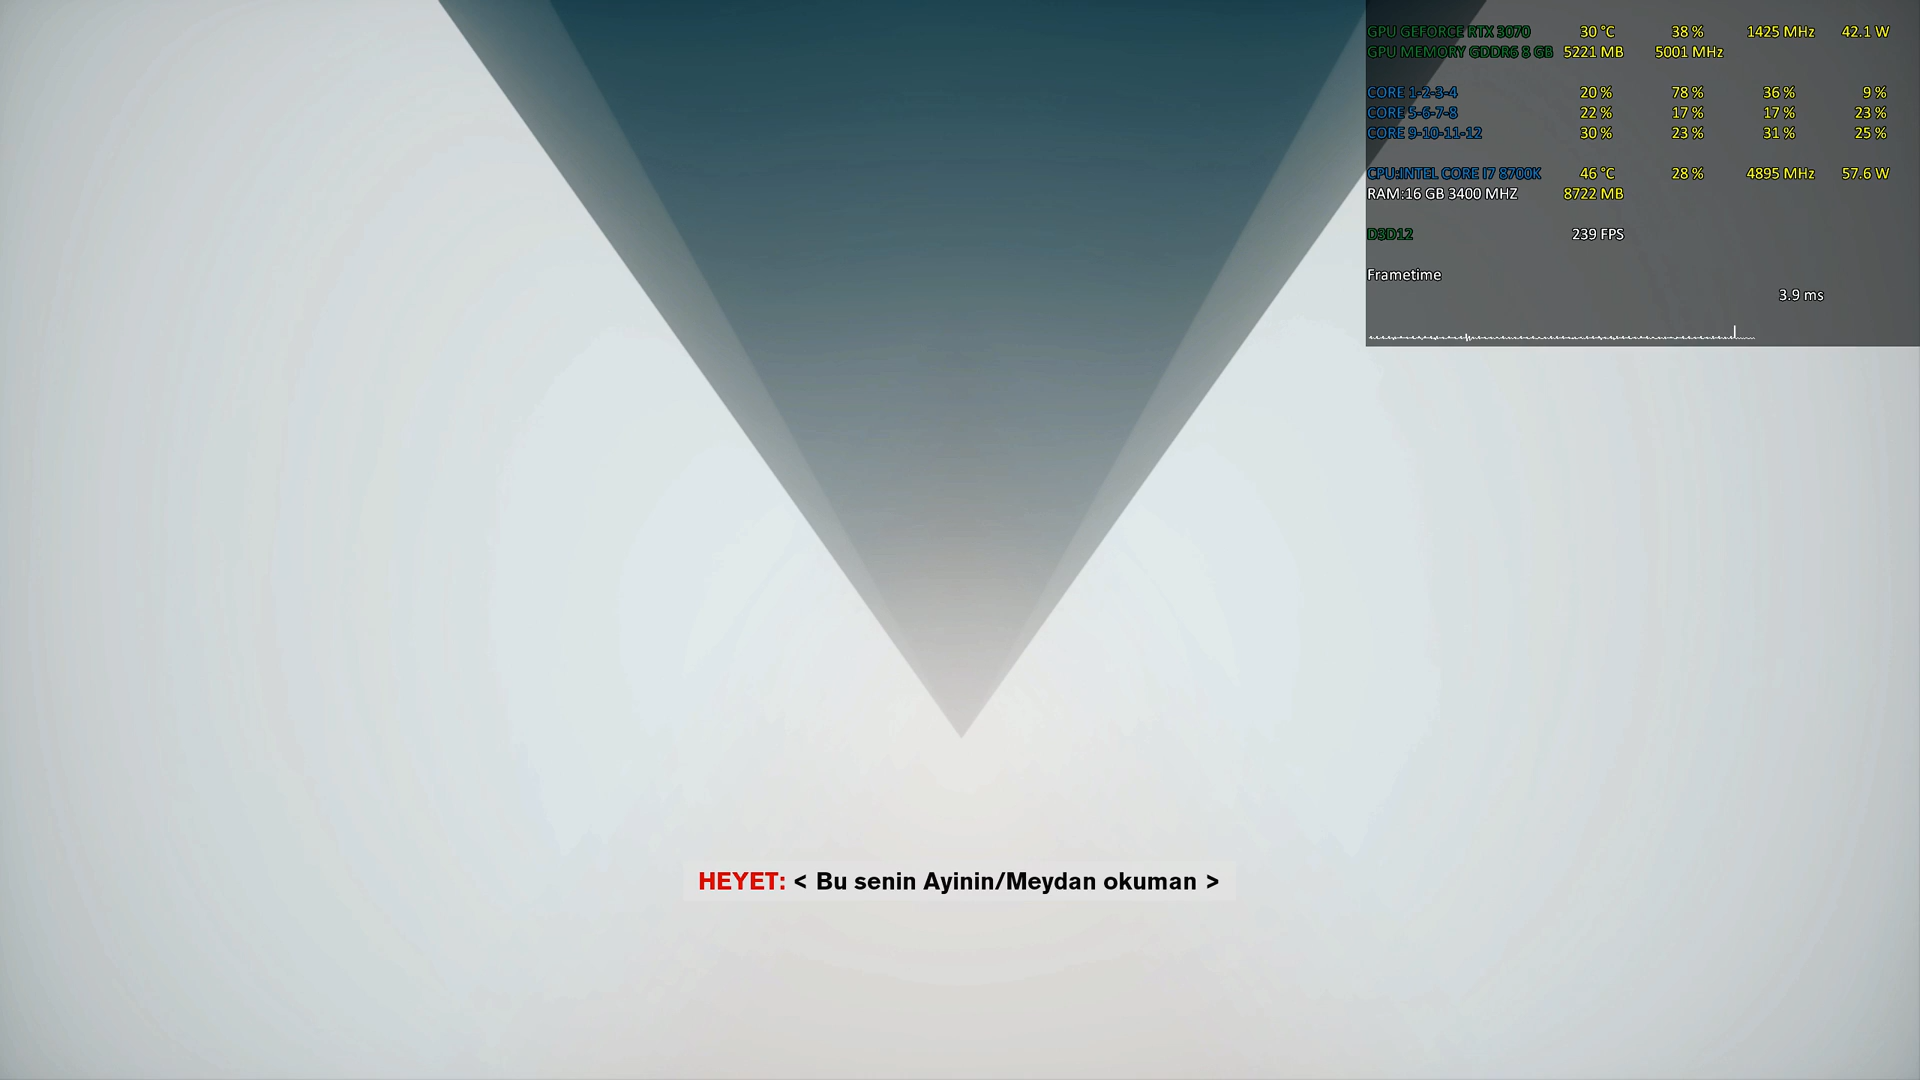 GPU GEFORCE RTX 3070 30 °C 38 % 1425 MHz 42.1 W
GPU MEMORY GDDR6 8 GB 5221 MB 5001 MHz
CORE 1-2-3-4 20 % 78 % 36 % 9 %
CORE 5-6-7-8 22 % 17 % 17 % 23 %
CORE 9-10-11-12 30 % 23 % 31 % 25 %
CPU:INTEL CORE I7 8700K 46 °C 28 % 4895 MHz 57.6 W
RAM:16 GB 3400 MHZ 8722 MB
D3D12 239 FPS
Frametime
3.9 ms
HEYET: < Bu senin Ayinin/Meydan okuman >